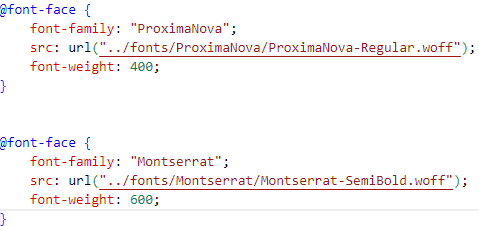 @font-face {
font-family: "ProximaNova";
src: url("../fonts/ProximaNova/ProximaNova-Regular.woff");
font-weight: 400;
}
@font-face {
font-family: "Montserrat";
src: url("../fonts/Montserrat/Montserrat-SemiBold.woff");
font-weight: 600;
}